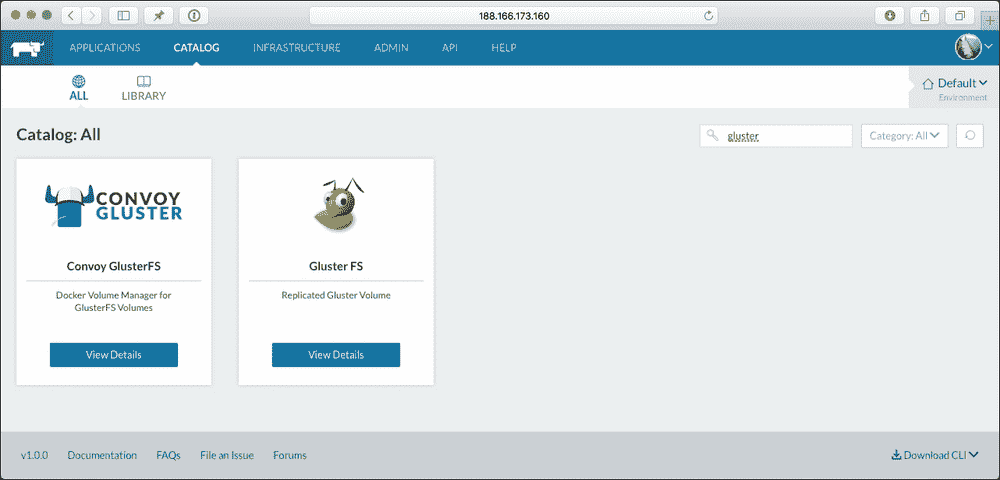 188.166.173.160
APPLICATIONS CATALOG INFRASTRUCTURE ADMIN API HELP
ALL LIBRARY
Default
Environment
Catalog: All
gluster
Category: All
CONVOY
GLUSTER
Convoy GlusterFS
Docker Volume Manager for
GlusterFS Volumes
View Details
Gluster FS
Replicated Gluster Volume
View Details
v1.0.0 Documentation FAQs File an Issue Forums
Download CLI